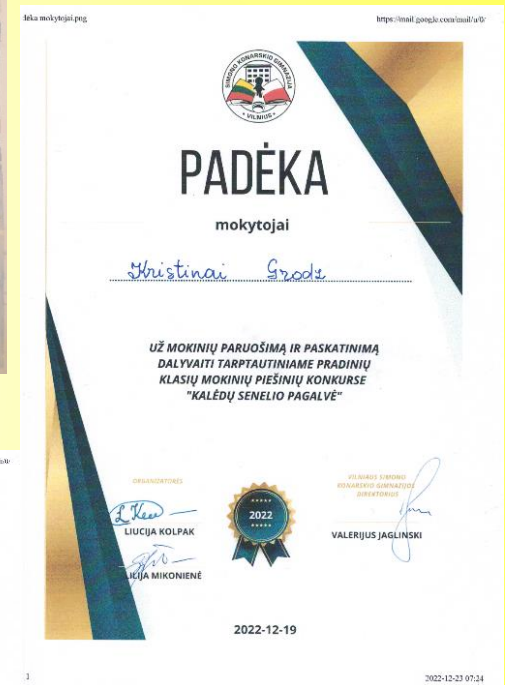 dėka mokytojai.png
https://mail.google.com/mail/u/0/
SIMONO KONARSKIO GIMNAZIJA
• VILNIUS •
PADĖKA
mokytojai
Kristinai Grodz
UŽ MOKINIŲ PARUOŠIMĄ IR PASKATINIMĄ
DALYVAITI TARPTAUTINIAME PRADINIŲ
KLASIŲ MOKINIŲ PIEŠINIŲ KONKURSE
"KALĖDŲ SENELIO PAGALVĖ"
ORGANIZATORĖS
LIUCIJA KOLPAK
LILIJA MIKONIENĖ
2022
VILNIAUS SIMONO
KONARSKIO GIMNAZIJOS
DIREKTORIUS
VALERIJUS JAGLINSKI
2022-12-19
2022-12-23 07:24